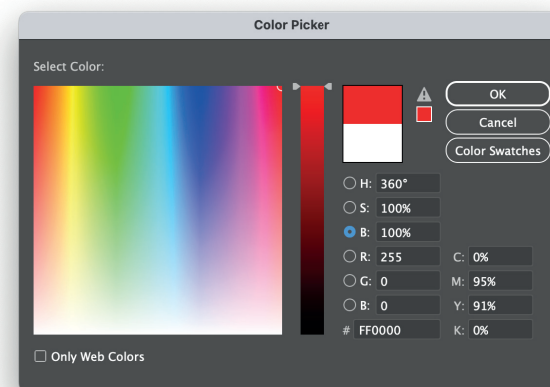 Color Picker
Select Color:
OK
Cancel
Color Swatches
H: 360°
S: 100%
B: 100%
R: 255 C: 0%
G: 0 M: 95%
B: 0 Y: 91%
# FF0000 K: 0%
Only Web Colors